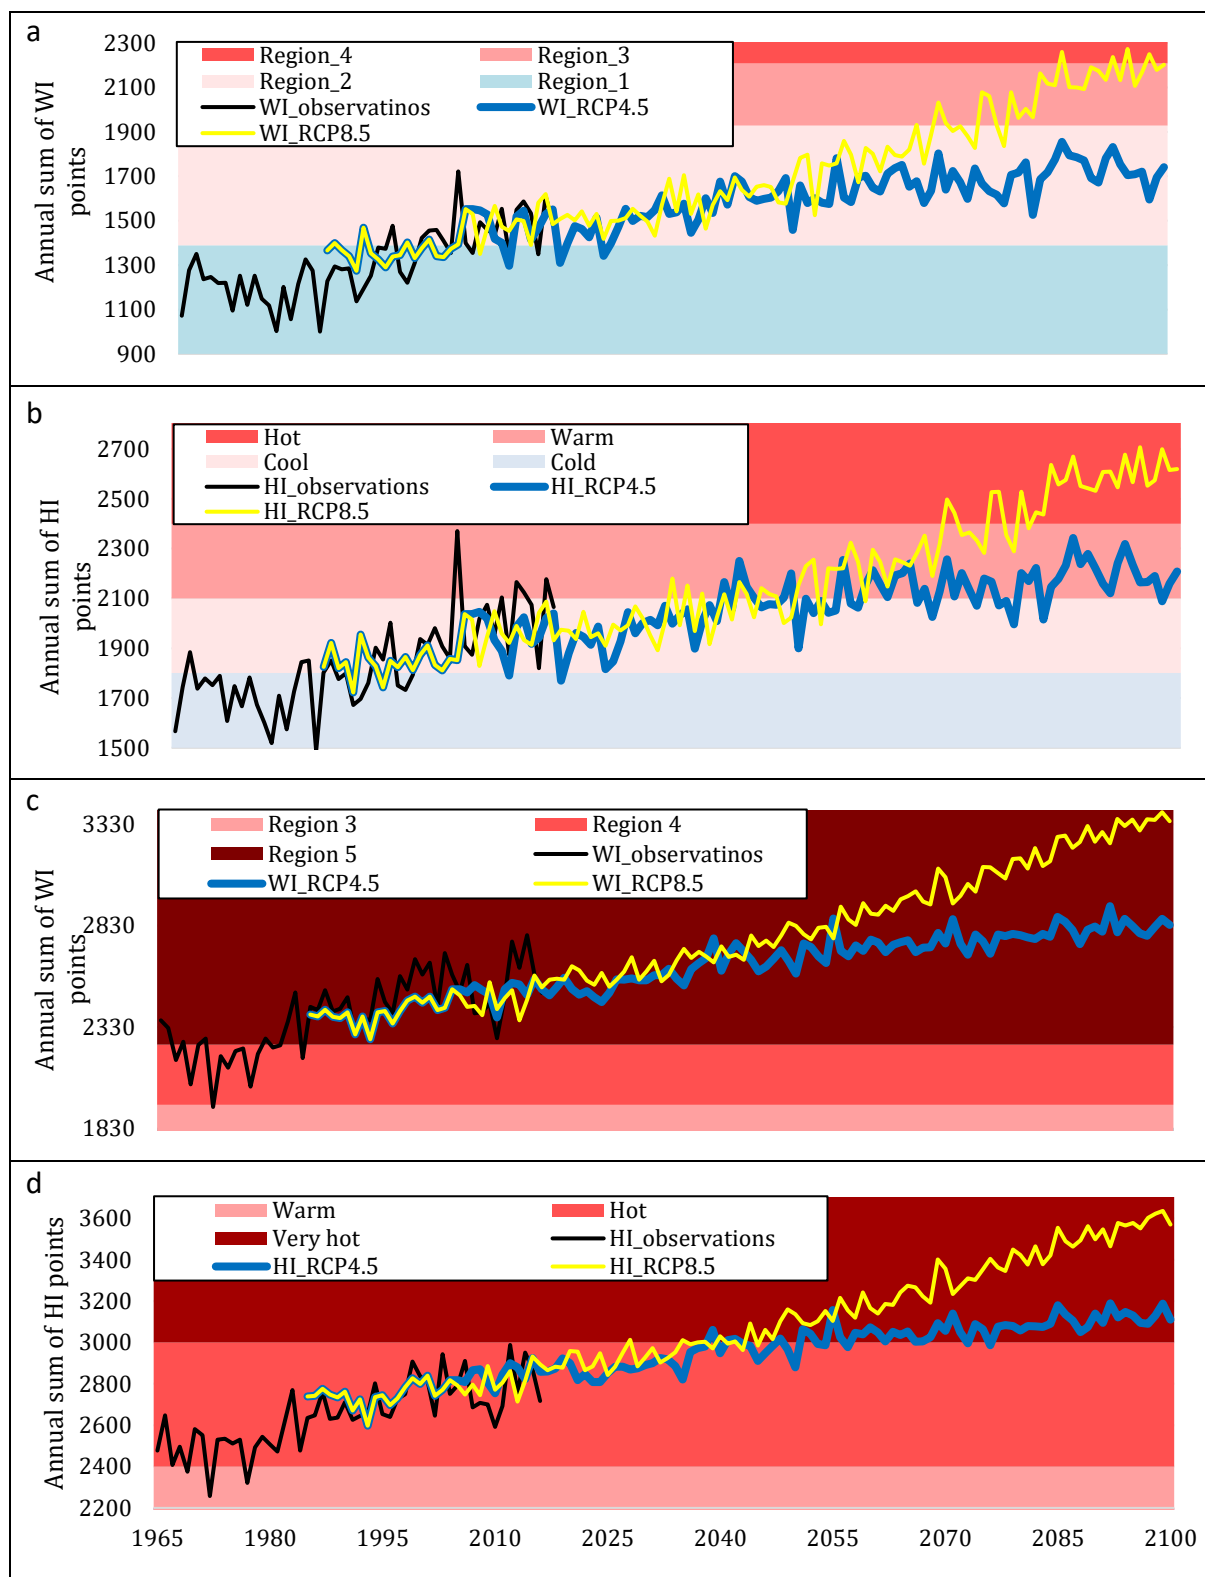 a
Annual sum of WI
points
2300
2100
1900
1700
1500
1300
1100
900
Region_4 Region_3
Region_2 Region_1
WI_observatinos WI_RCP4.5
WI_RCP8.5
b
Annual sum of HI
points
2700
2500
2300
2100
1900
1700
1500
Hot Warm
Cool Cold
HI_observations HI_RCP4.5
HI_RCP8.5
c
Annual sum of WI
points
3330
2830
2330
1830
Region 3 Region 4
Region 5 WI_observatinos
WI_RCP4.5 WI_RCP8.5
d
Annual sum of HI points
3600
3400
3200
3000
2800
2600
2400
2200
Warm Hot
Very hot HI_observations
HI_RCP4.5 HI_RCP8.5
1965 1980 1995 2010 2025 2040 2055 2070 2085 2100